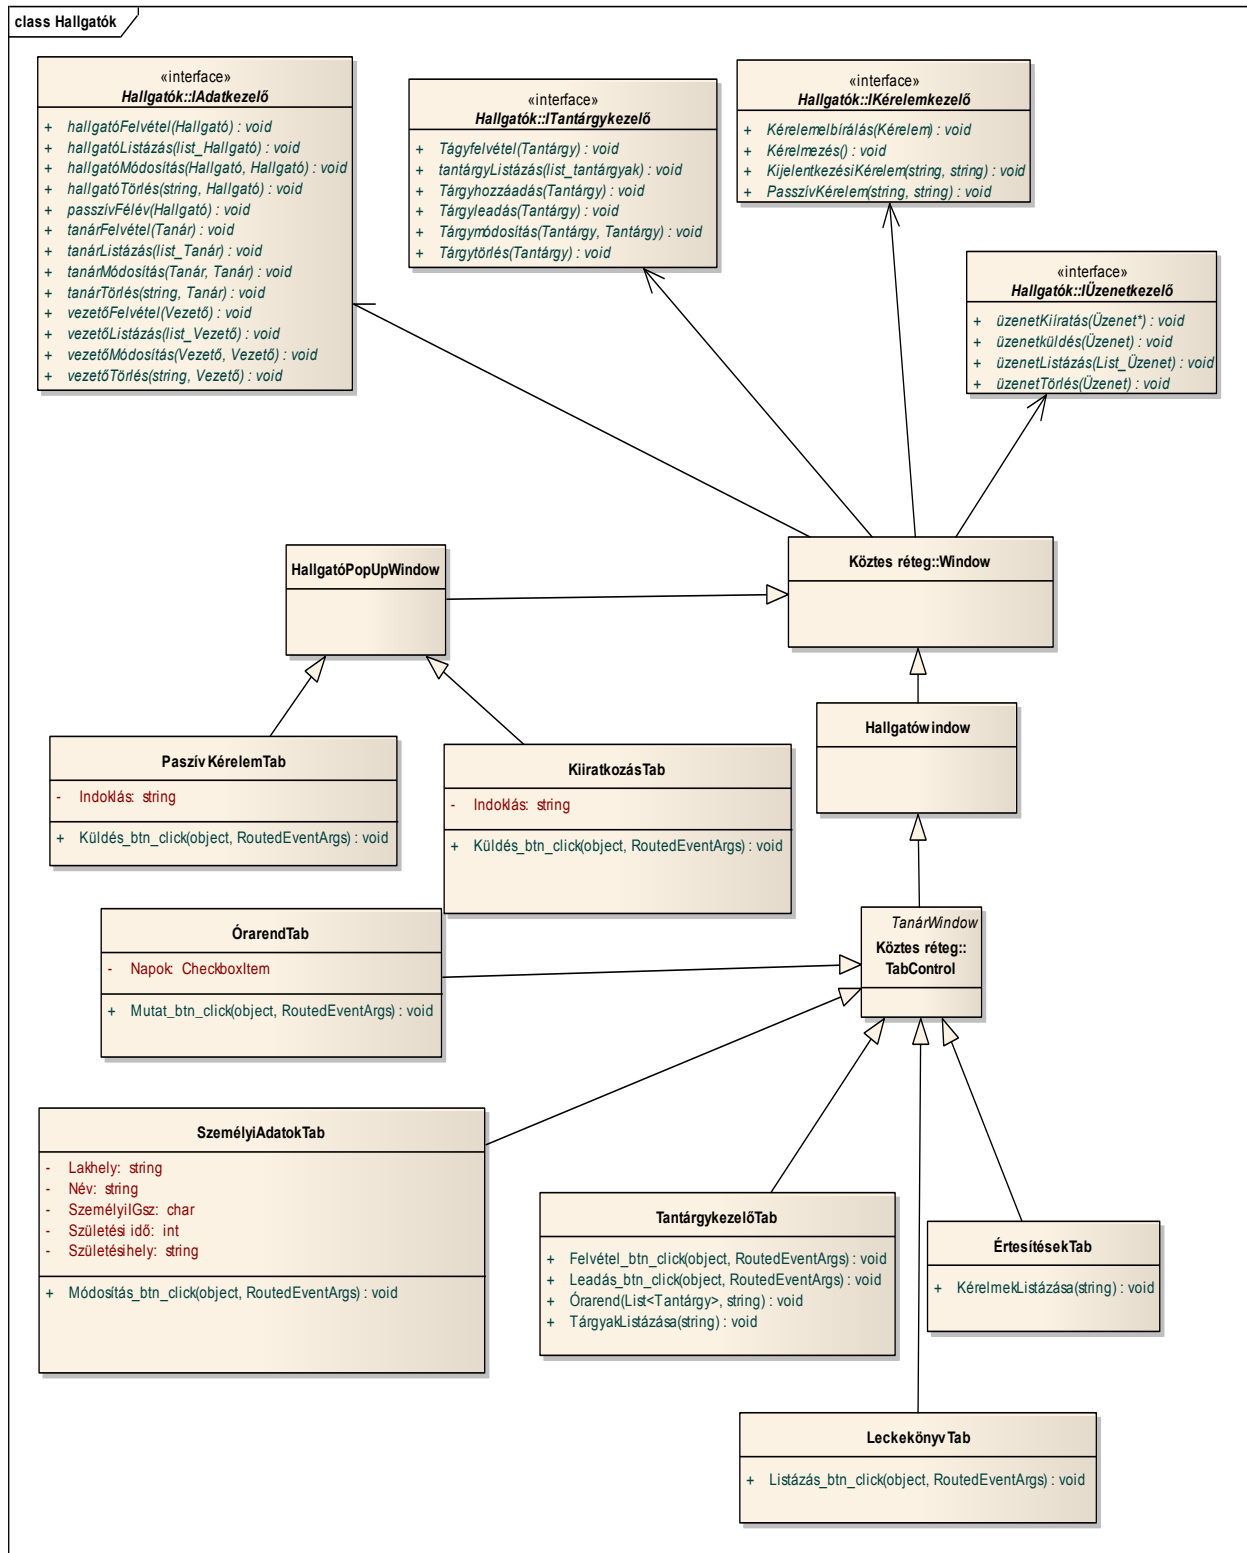 class Hallgatók
«interface»
Hallgatók::IAdatkezelő
+ hallgatóFelvétel(Hallgató) : void
+ hallgatóListázás(list_Hallgató) : void
+ hallgatóMódosítás(Hallgató, Hallgató) : void
+ hallgatóTörlés(string, Hallgató) : void
+ passzívFélév(Hallgató) : void
+ tanárFelvétel(Tanár) : void
+ tanárListázás(list_Tanár) : void
+ tanárMódosítás(Tanár, Tanár) : void
+ tanárTörlés(string, Tanár) : void
+ vezetőFelvétel(Vezető) : void
+ vezetőListázás(list_Vezető) : void
+ vezetőMódosítás(Vezető, Vezető) : void
+ vezetőTörlés(string, Vezető) : void
«interface»
Hallgatók::ITantárgykezelő
+ Tágyfelvétel(Tantárgy) : void
+ tantárgyListázás(list_tantárgyak) : void
+ Tárgyhozzáadás(Tantárgy) : void
+ Tárgyleadás(Tantárgy) : void
+ Tárgymódosítás(Tantárgy, Tantárgy) : void
+ Tárgytörlés(Tantárgy) : void
«interface»
Hallgatók::IKérelemkezelő
+ Kérelemelbírálás(Kérelem) : void
+ Kérelmezés() : void
+ KijelentkezésiKérelem(string, string) : void
+ PasszívKérelem(string, string) : void
«interface»
Hallgatók::IÜzenetkezelő
+ üzenetKiíratás(Üzenet*) : void
+ üzenetküldés(Üzenet) : void
+ üzenetListázás(List_Üzenet) : void
+ üzenetTörlés(Üzenet) : void
HallgatóPopUpWindow
Köztes réteg::Window
Hallgatówindow
PaszívKérelemTab
- Indoklás: string
+ Küldés_btn_click(object, RoutedEventArgs) : void
KiiratkozásTab
- Indoklás: string
+ Küldés_btn_click(object, RoutedEventArgs) : void
ÓrarendTab
- Napok: CheckboxItem
+ Mutat_btn_click(object, RoutedEventArgs) : void
TanárWindow
Köztes réteg::
TabControl
SzemélyiAdatokTab
- Lakhely: string
- Név: string
- SzemélyiIGsz: char
- Születési idő: int
- Születésihely: string
+ Módosítás_btn_click(object, RoutedEventArgs) : void
TantárgykezelőTab
+ Felvétel_btn_click(object, RoutedEventArgs) : void
+ Leadás_btn_click(object, RoutedEventArgs) : void
+ Órarend(List<Tantárgy>, string) : void
+ TárgyakListázása(string) : void
ÉrtesítésekTab
+ KérelmekListázása(string) : void
LeckekönyvTab
+ Listázás_btn_click(object, RoutedEventArgs) : void